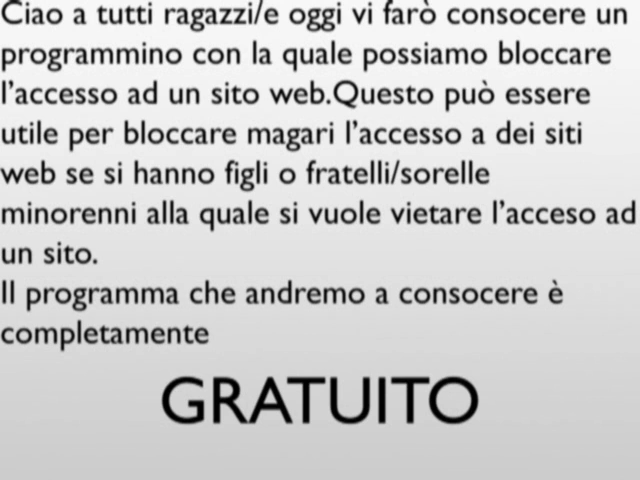 Ciao a tutti ragazzi/e oggi vi farò consocere un
programmino con la quale possiamo bloccare
l'accesso ad un sito web.Questo può essere
utile per bloccare magari l'accesso a dei siti
web se si hanno figli o fratelli/sorelle
minorenni alla quale si vuole vietare l'acceso ad
un sito.
Il programma che andremo a consocere è
completamente
GRATUITO